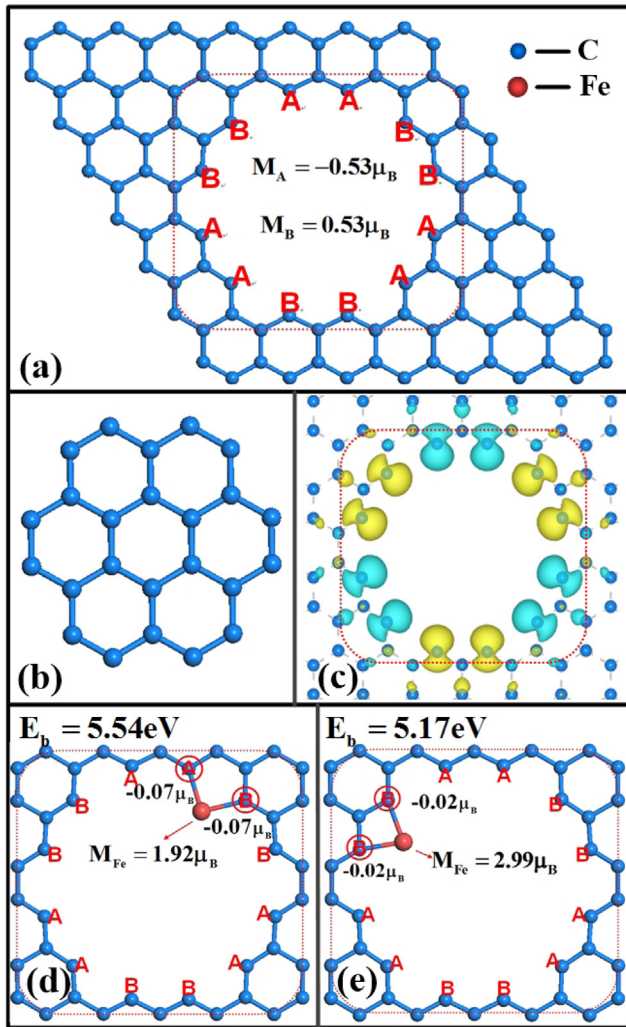 C
Fe
A A
B B
M_A = −0.53μ_B
B B
M_B = 0.53μ_B
A A
A A
B B
(a)
(b)
(c)
E_b = 5.54eV
A
A
-0.07μ_B
B B
-0.07μ_B
B B
M_Fe = 1.92μ_B
A A
A A
B B
(d)
E_b = 5.17eV
A A
B B
-0.02μ_B
B B
-0.02μ_B
M_Fe = 2.99μ_B
A
A A
B B
(e)